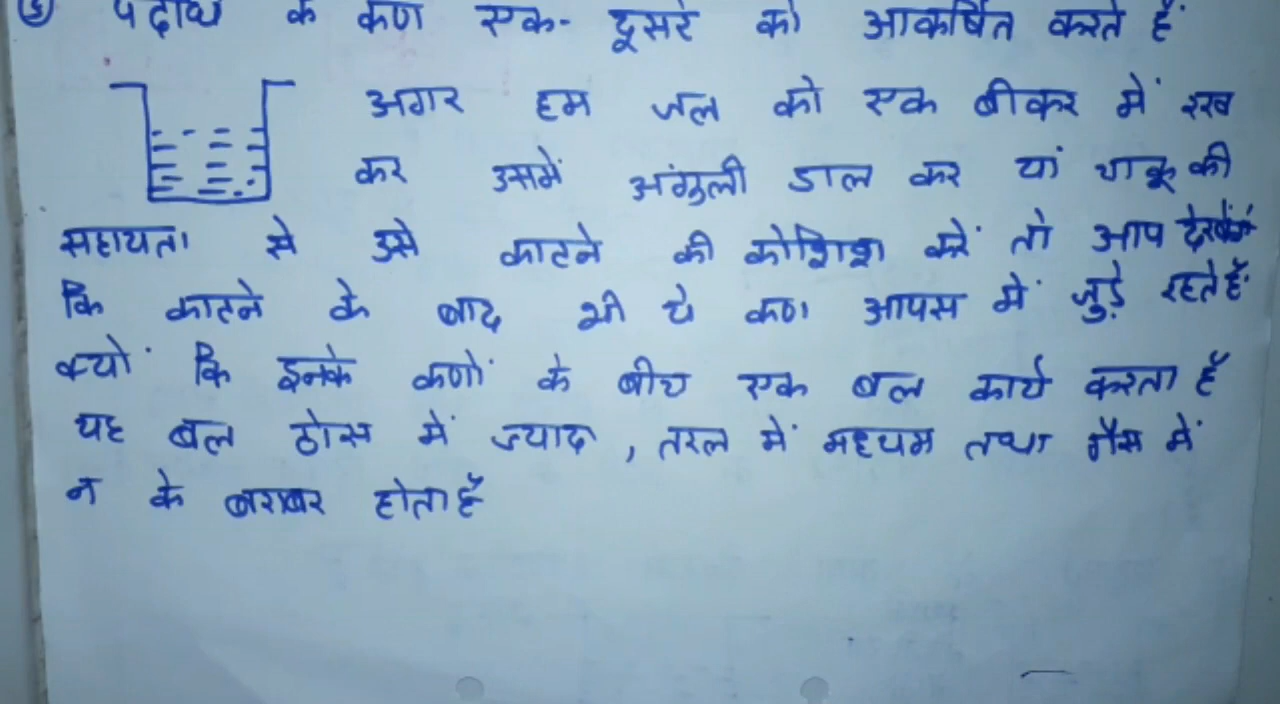 पदार्थ के कण एक-दूसरे को आकर्षित करते हैं
अगर हम जल को एक बीकर में रख
कर उसमें अंगुली डाल कर यां चाकू की
सहायता से उसे काटने की कोशिश करें तो आप देखेंगे
कि काटने के बाद भी ये कण आपस में जुड़े रहते हैं
क्यों कि इनके कणों के बीच एक बल कार्य करता है
यह बल ठोस में ज्यादा, तरल में मध्यम तथा गैस में
न के बराबर होता है